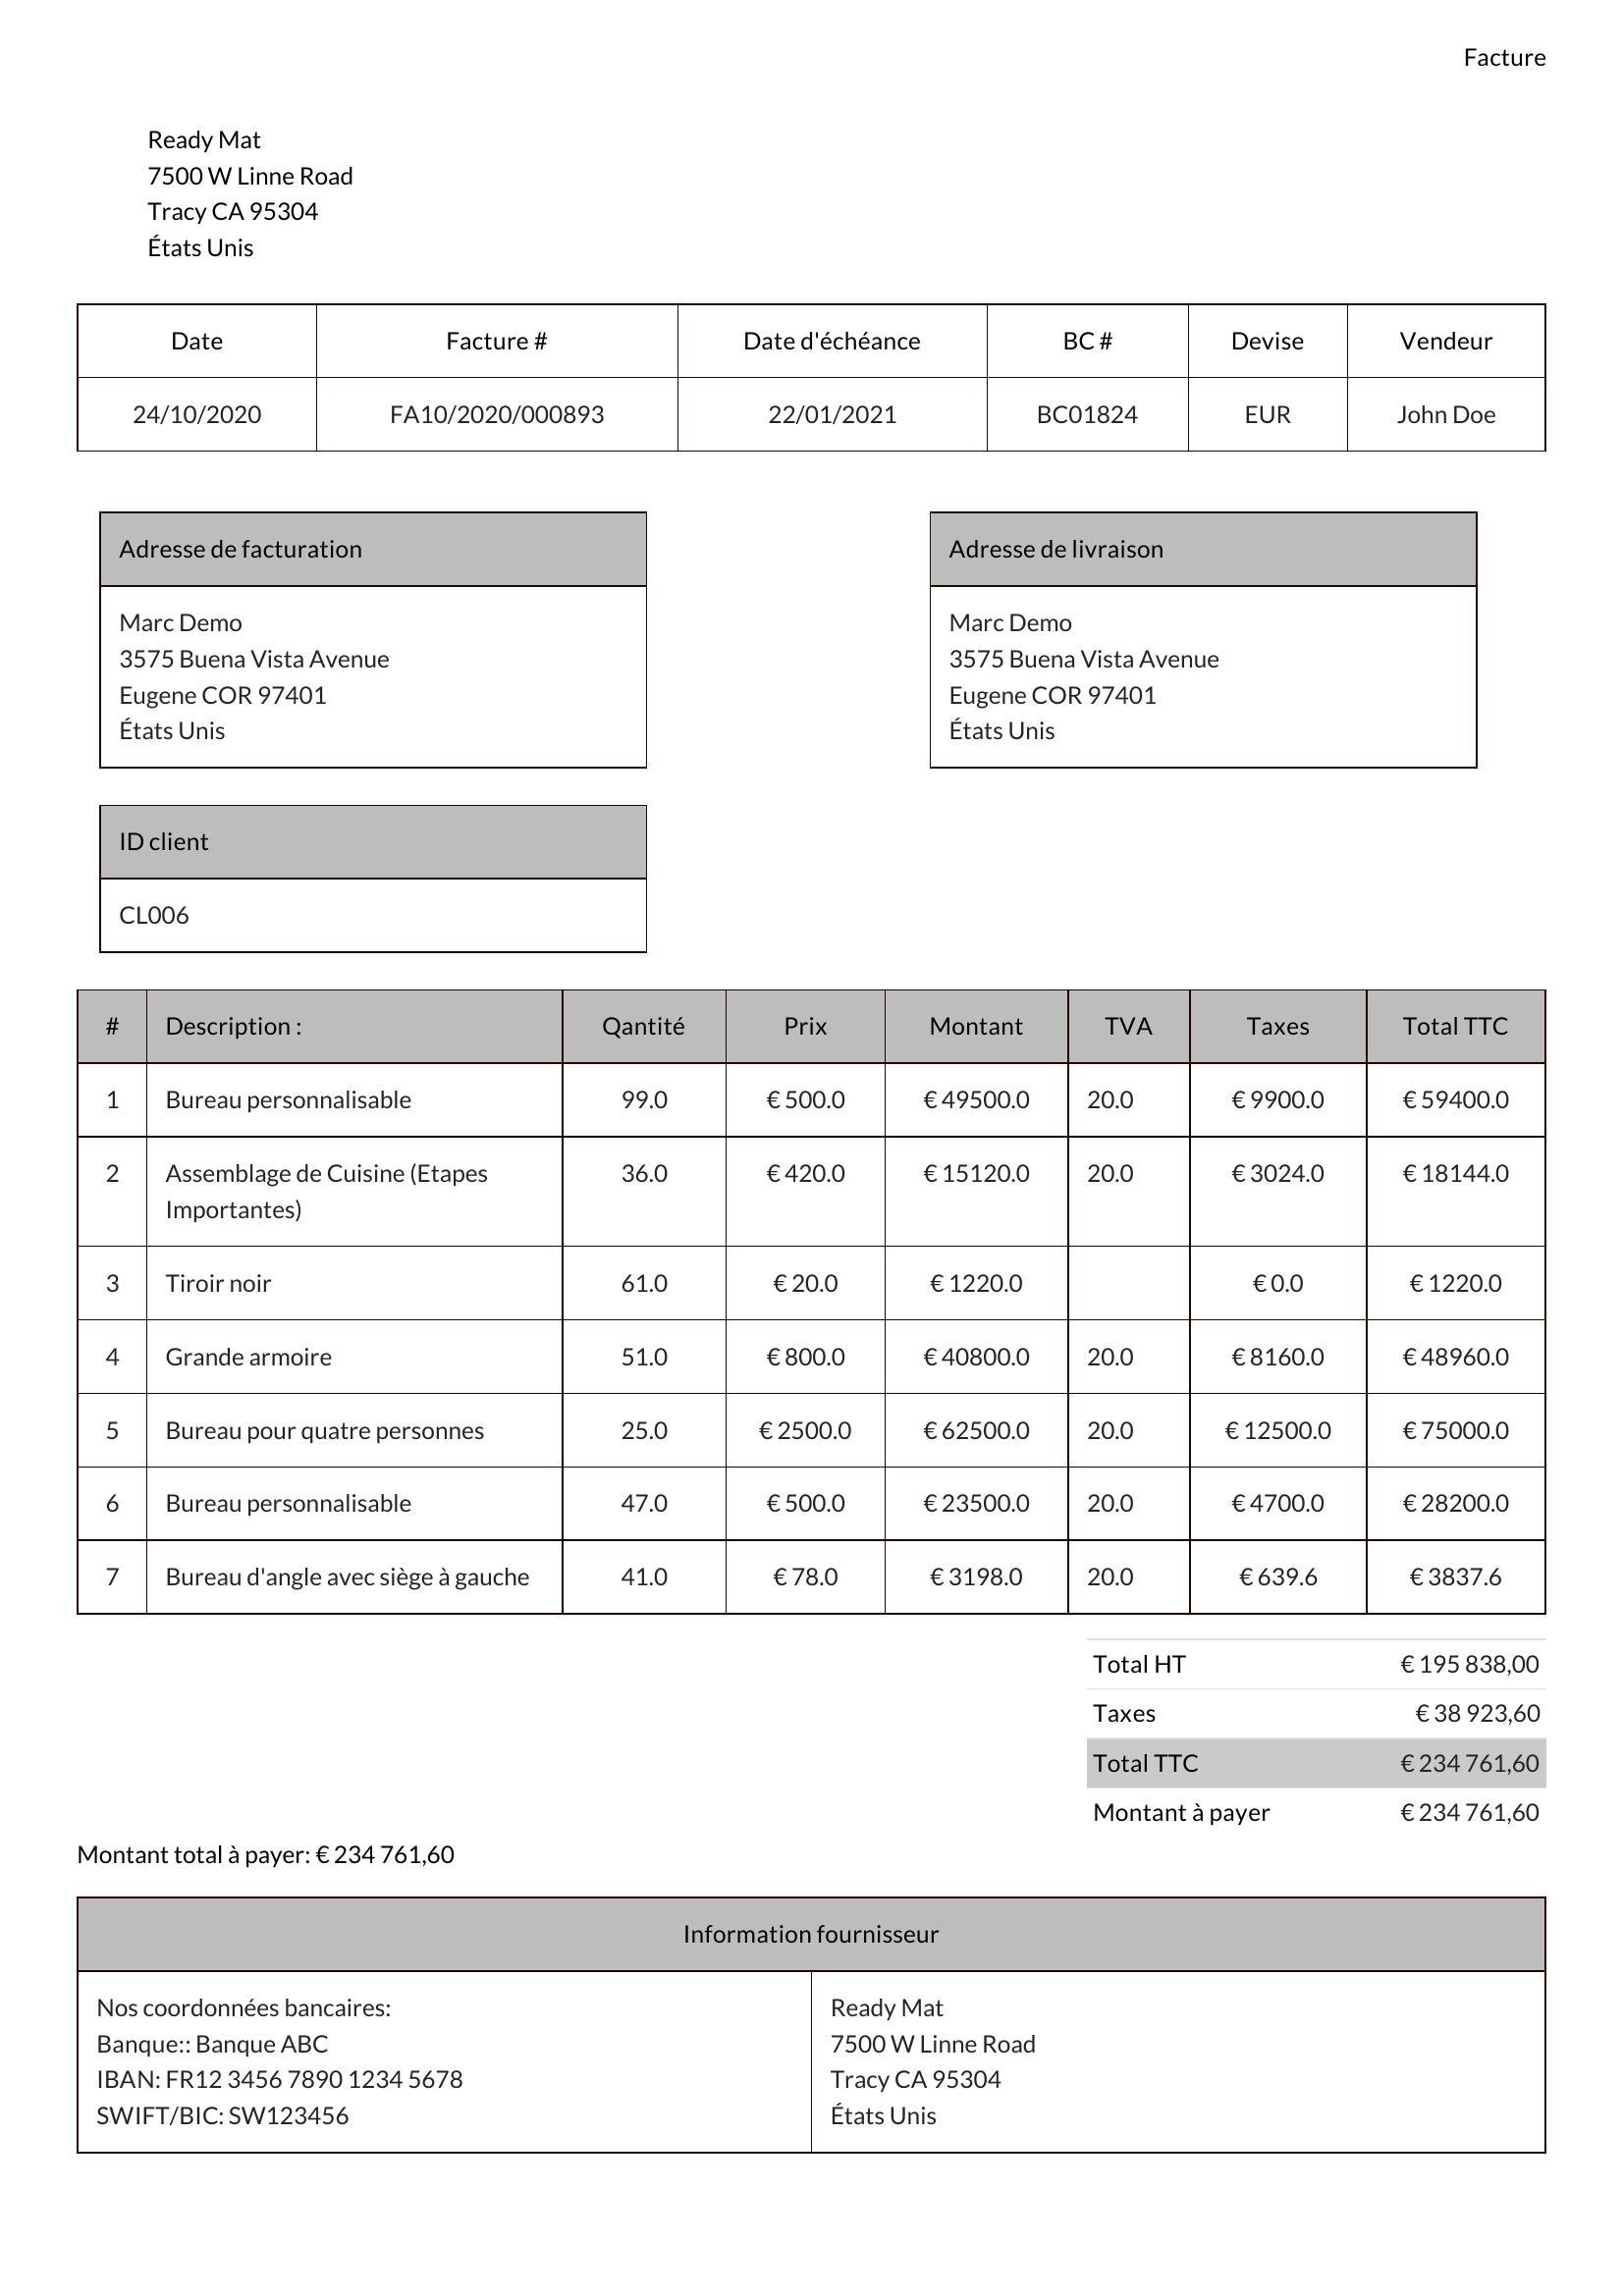 Facture
Ready Mat
7500 W Linne Road
Tracy CA 95304
États Unis
Date Facture # Date d'échéance BC # Devise Vendeur
24/10/2020 FA10/2020/000893 22/01/2021 BC01824 EUR John Doe
Adresse de facturation
Marc Demo
3575 Buena Vista Avenue
Eugene COR 97401
États Unis
Adresse de livraison
Marc Demo
3575 Buena Vista Avenue
Eugene COR 97401
États Unis
ID client
CL006
# Description : Qantité Prix Montant TVA Taxes Total TTC
1 Bureau personnalisable 99.0 € 500.0 € 49500.0 20.0 € 9900.0 € 59400.0
2 Assemblage de Cuisine (Etapes 36.0 € 420.0 € 15120.0 20.0 € 3024.0 € 18144.0
Importantes)
3 Tiroir noir 61.0 € 20.0 € 1220.0 € 0.0 € 1220.0
4 Grande armoire 51.0 € 800.0 € 40800.0 20.0 € 8160.0 € 48960.0
5 Bureau pour quatre personnes 25.0 € 2500.0 € 62500.0 20.0 € 12500.0 € 75000.0
6 Bureau personnalisable 47.0 € 500.0 € 23500.0 20.0 € 4700.0 € 28200.0
7 Bureau d'angle avec siège à gauche 41.0 € 78.0 € 3198.0 20.0 € 639.6 € 3837.6
Total HT € 195 838,00
Taxes € 38 923,60
Total TTC € 234 761,60
Montant à payer € 234 761,60
Montant total à payer: € 234 761,60
Information fournisseur
Nos coordonnées bancaires:
Banque:: Banque ABC
IBAN: FR12 3456 7890 1234 5678
SWIFT/BIC: SW123456
Ready Mat
7500 W Linne Road
Tracy CA 95304
États Unis